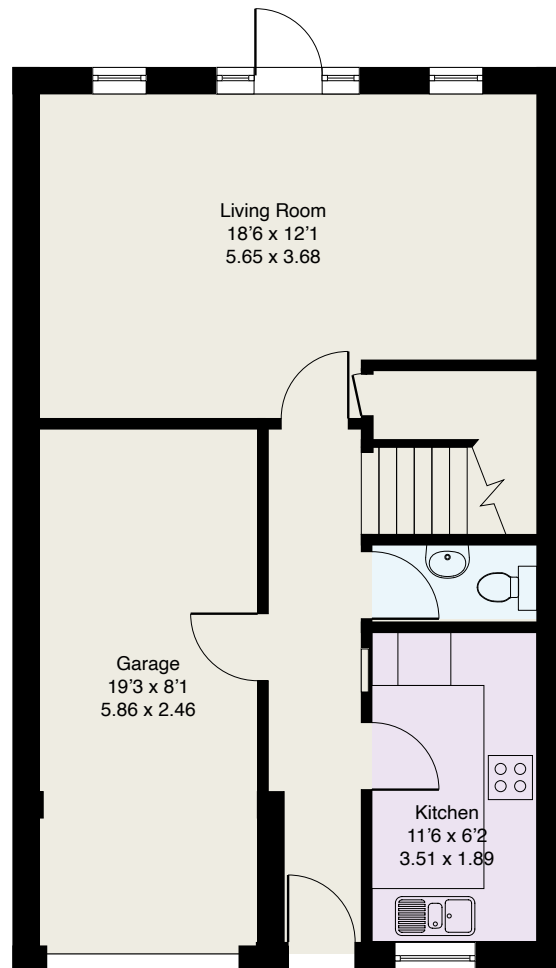 Living Room
18'6 x 12'1
5.65 x 3.68
Garage
19'3 x 8'1
5.86 x 2.46
Kitchen
11'6 x 6'2
3.51 x 1.89